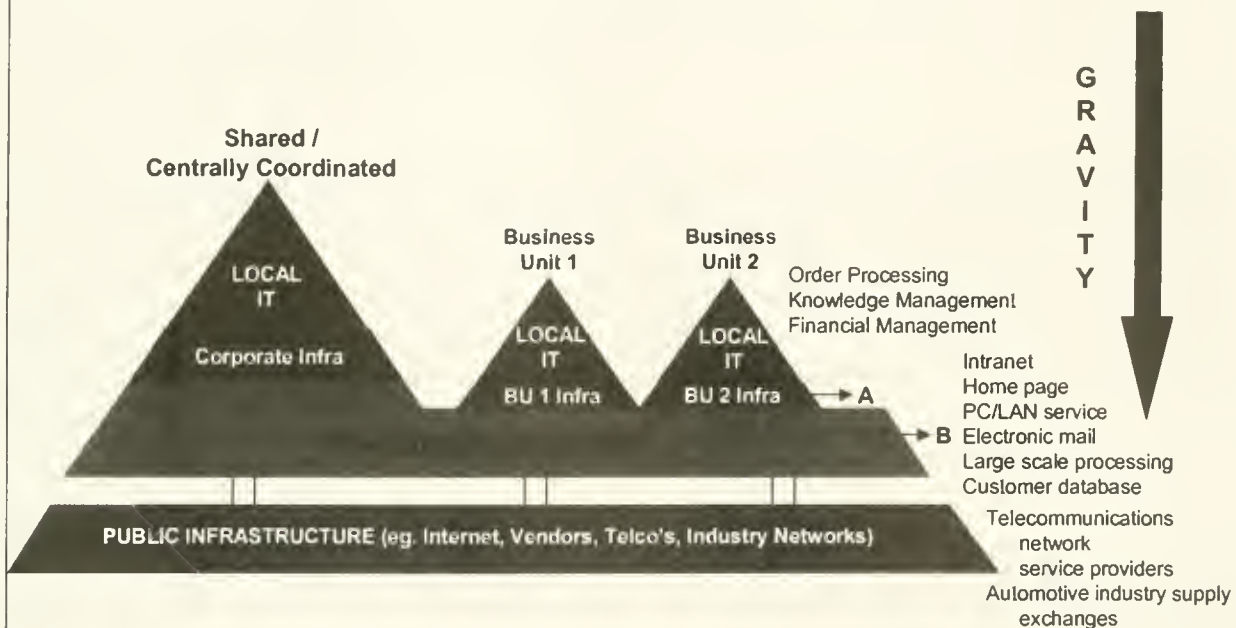 Shared /
Centrally Coordinated
LOCAL
IT
Corporate Infra
Business
Unit 1
LOCAL
IT
BU 1 Infra
Business
Unit 2
LOCAL
IT
BU 2 Infra
Order Processing
Knowledge Management
Financial Management
A
B
Intranet
Home page
PC/LAN service
Electronic mail
Large scale processing
Customer database
PUBLIC INFRASTRUCTURE (eg. Internet, Vendors, Telco's, Industry Networks)
Telecommunications
network
service providers
Automotive industry supply
exchanges
G
R
A
V
I
T
Y